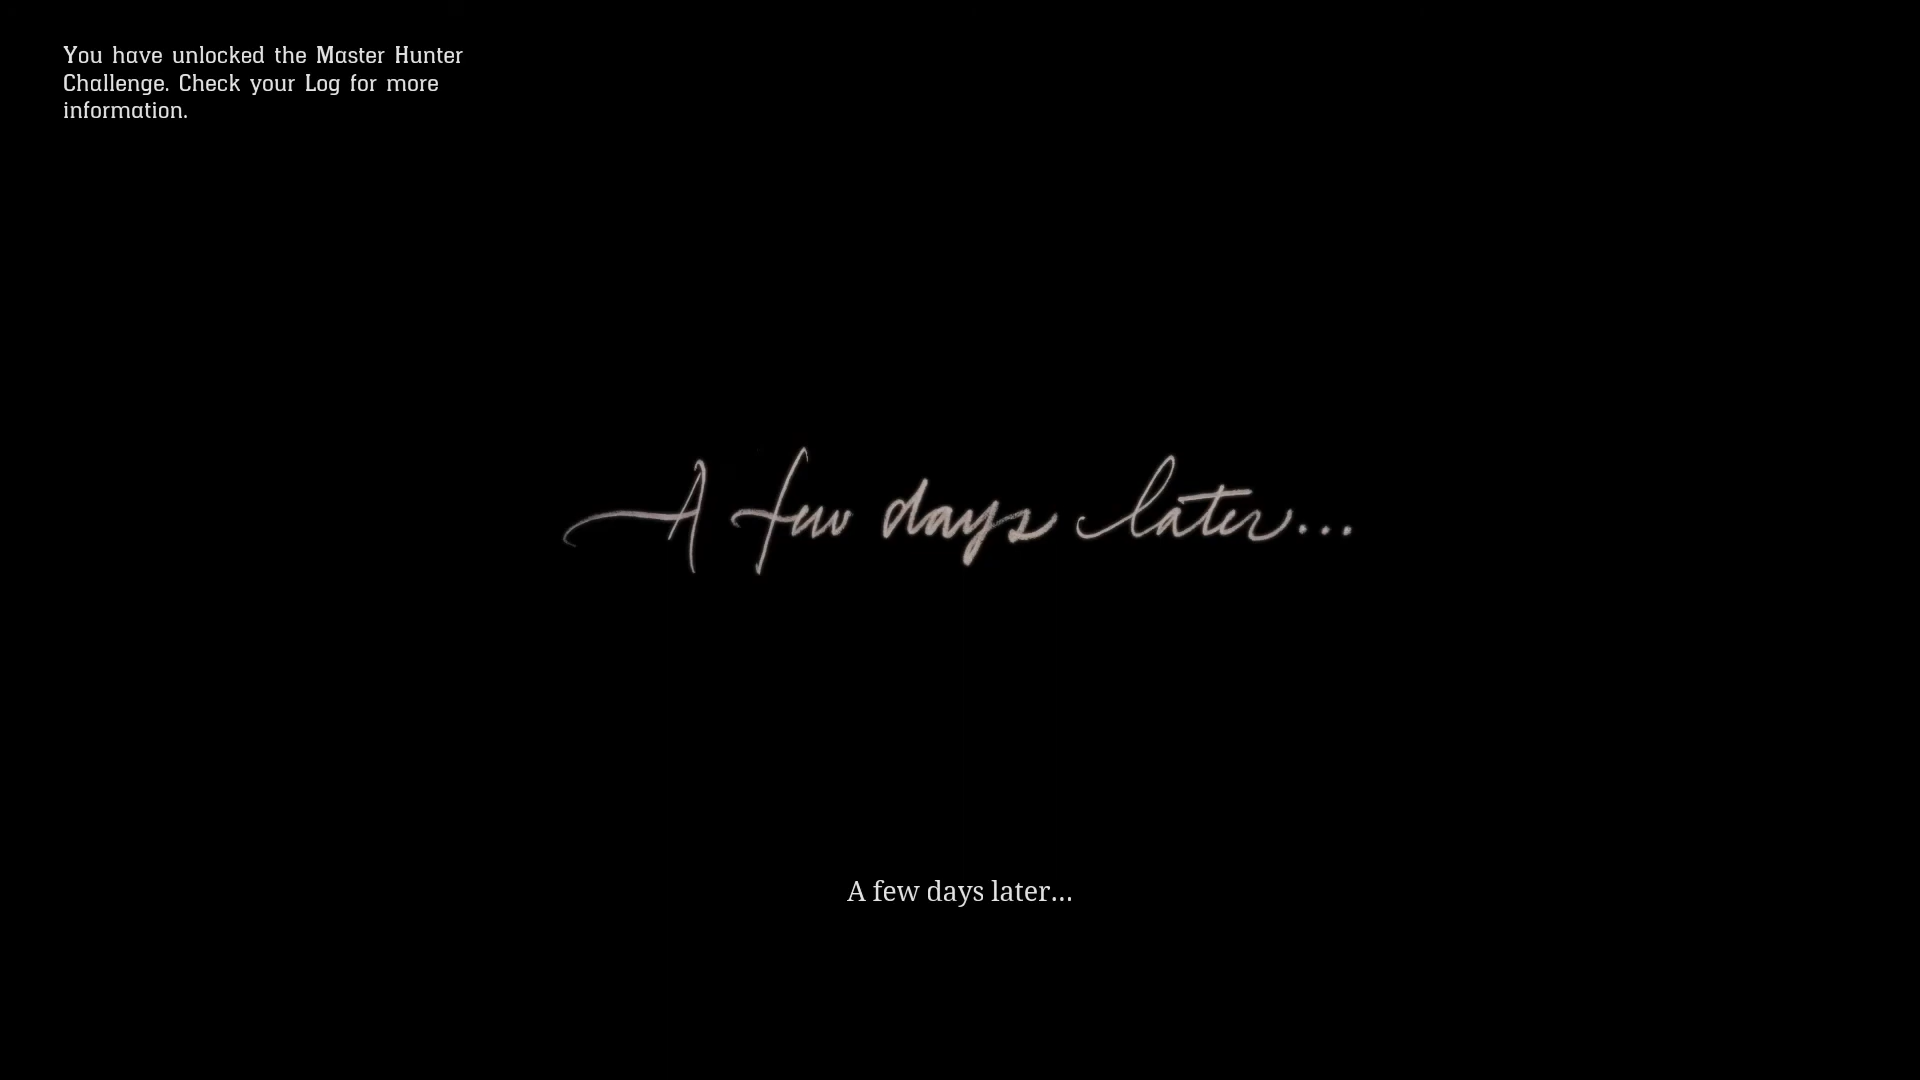 You have unlocked the Master Hunter
Challenge. Check your Log for more
information.
A few days later...
A few days later...